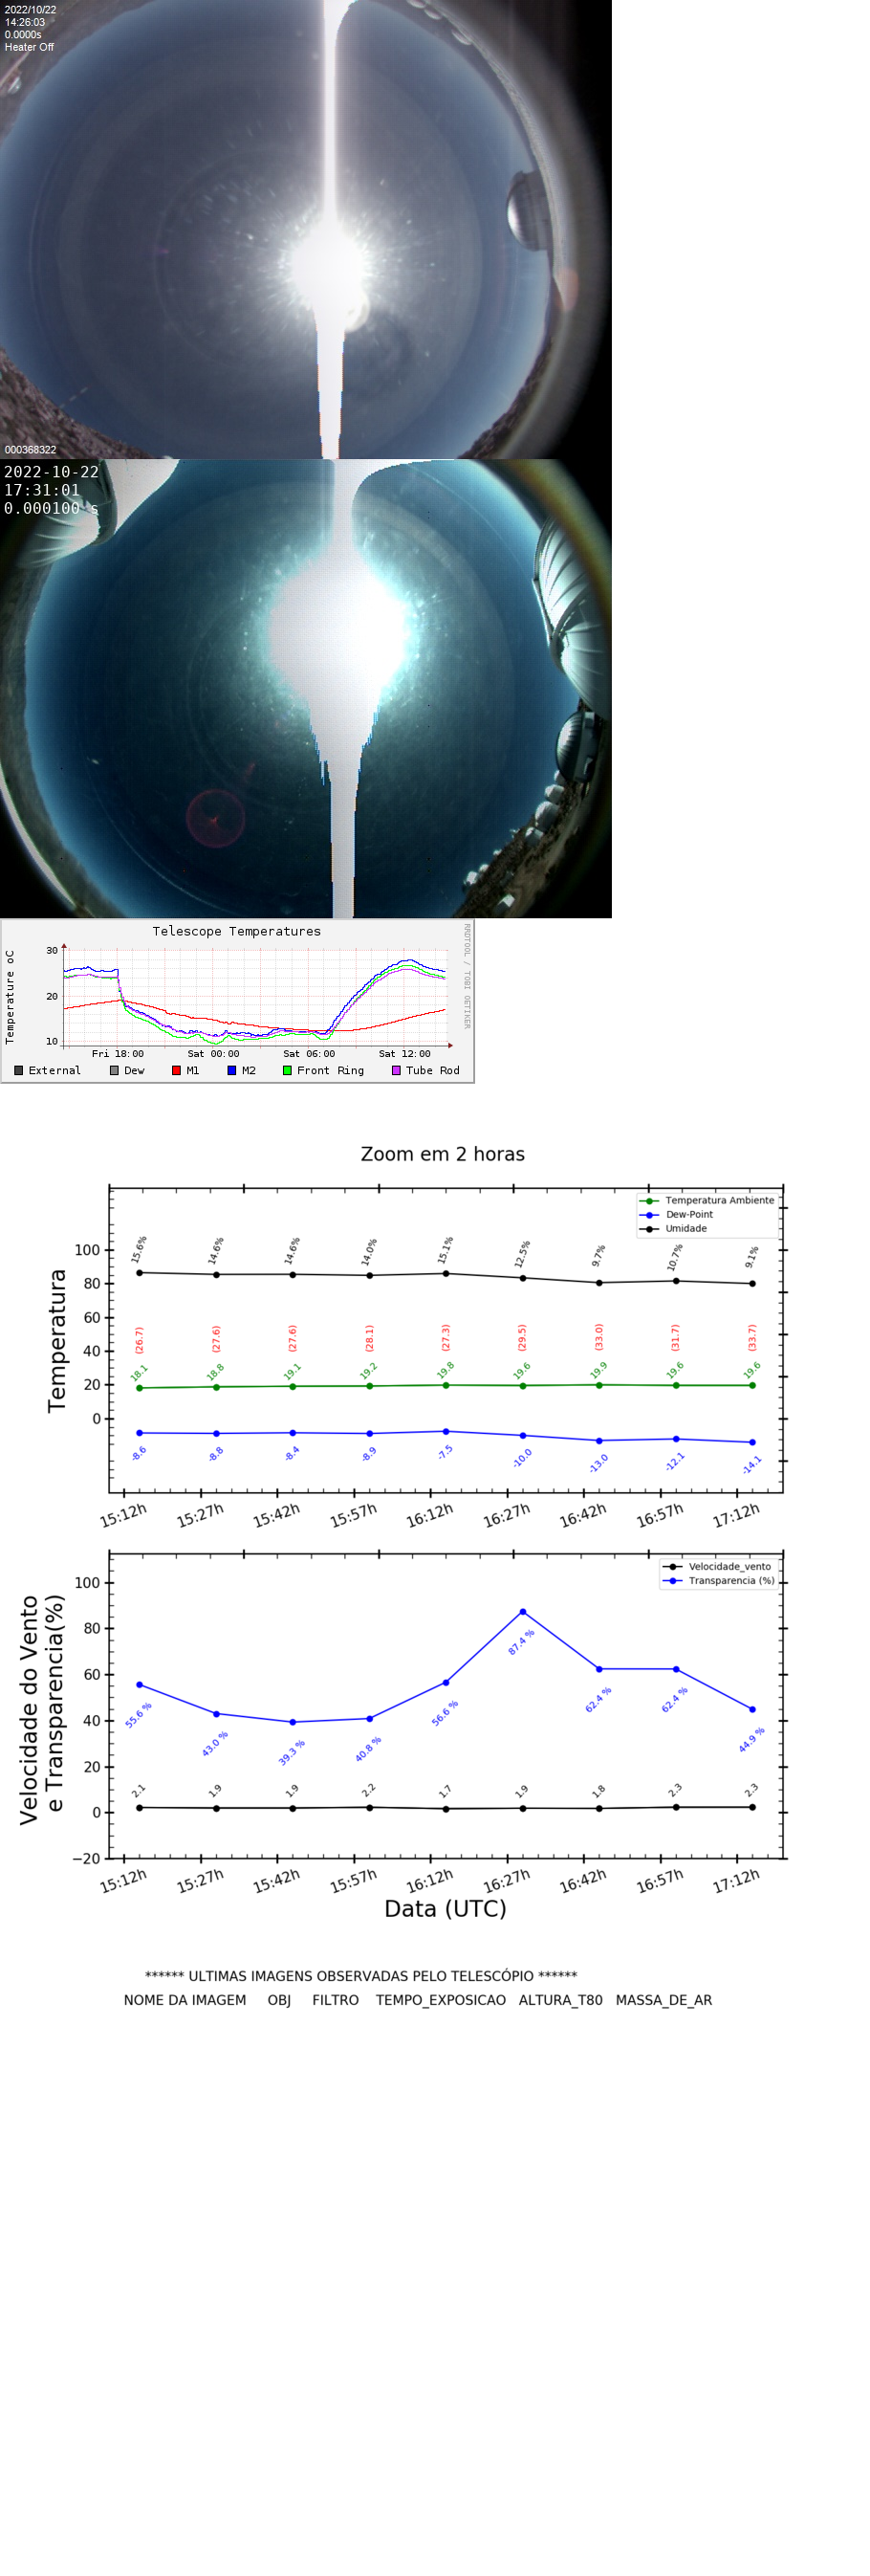 2022/10/22
14:26:03
0.0000s
Heater Off
000368322
2022-10-22
17:31:01
0.000100 s
Telescope Temperatures
RRDTOOL / TOBI OETIKER
Temperature oC
30
20
10
Fri 18:00 Sat 00:00 Sat 06:00 Sat 12:00
External Dew M1 M2 Front Ring Tube Rod
Zoom em 2 horas
Temperatura Ambiente
Dew-Point
Umidade
Temperatura
100
80
60
40
20
0
15.6% 14.6% 14.6% 14.0% 15.1% 12.5% 9.7% 10.7% 9.1%
(26.7) (27.6) (27.6) (28.1) (27.3) (29.5) (33.0) (31.7) (33.7)
18.1 18.8 19.1 19.2 19.8 19.6 19.9 19.6 19.6
-8.6 -8.8 -8.4 -8.9 -7.5 -10.0 -13.0 -12.1 -14.1
15:12h 15:27h 15:42h 15:57h 16:12h 16:27h 16:42h 16:57h 17:12h
Velocidade_vento
Transparencia (%)
Velocidade do Vento
e Transparencia(%)
100
80
60
40
20
0
−20
55.6 % 43.0 % 39.3 % 40.8 % 56.6 % 87.4 % 62.4 % 62.4 % 44.9 %
2.1 1.9 1.9 2.2 1.7 1.9 1.8 2.3 2.3
15:12h 15:27h 15:42h 15:57h 16:12h 16:27h 16:42h 16:57h 17:12h
Data (UTC)
****** ULTIMAS IMAGENS OBSERVADAS PELO TELESCÓPIO ******
NOME DA IMAGEM OBJ FILTRO TEMPO_EXPOSICAO ALTURA_T80 MASSA_DE_AR